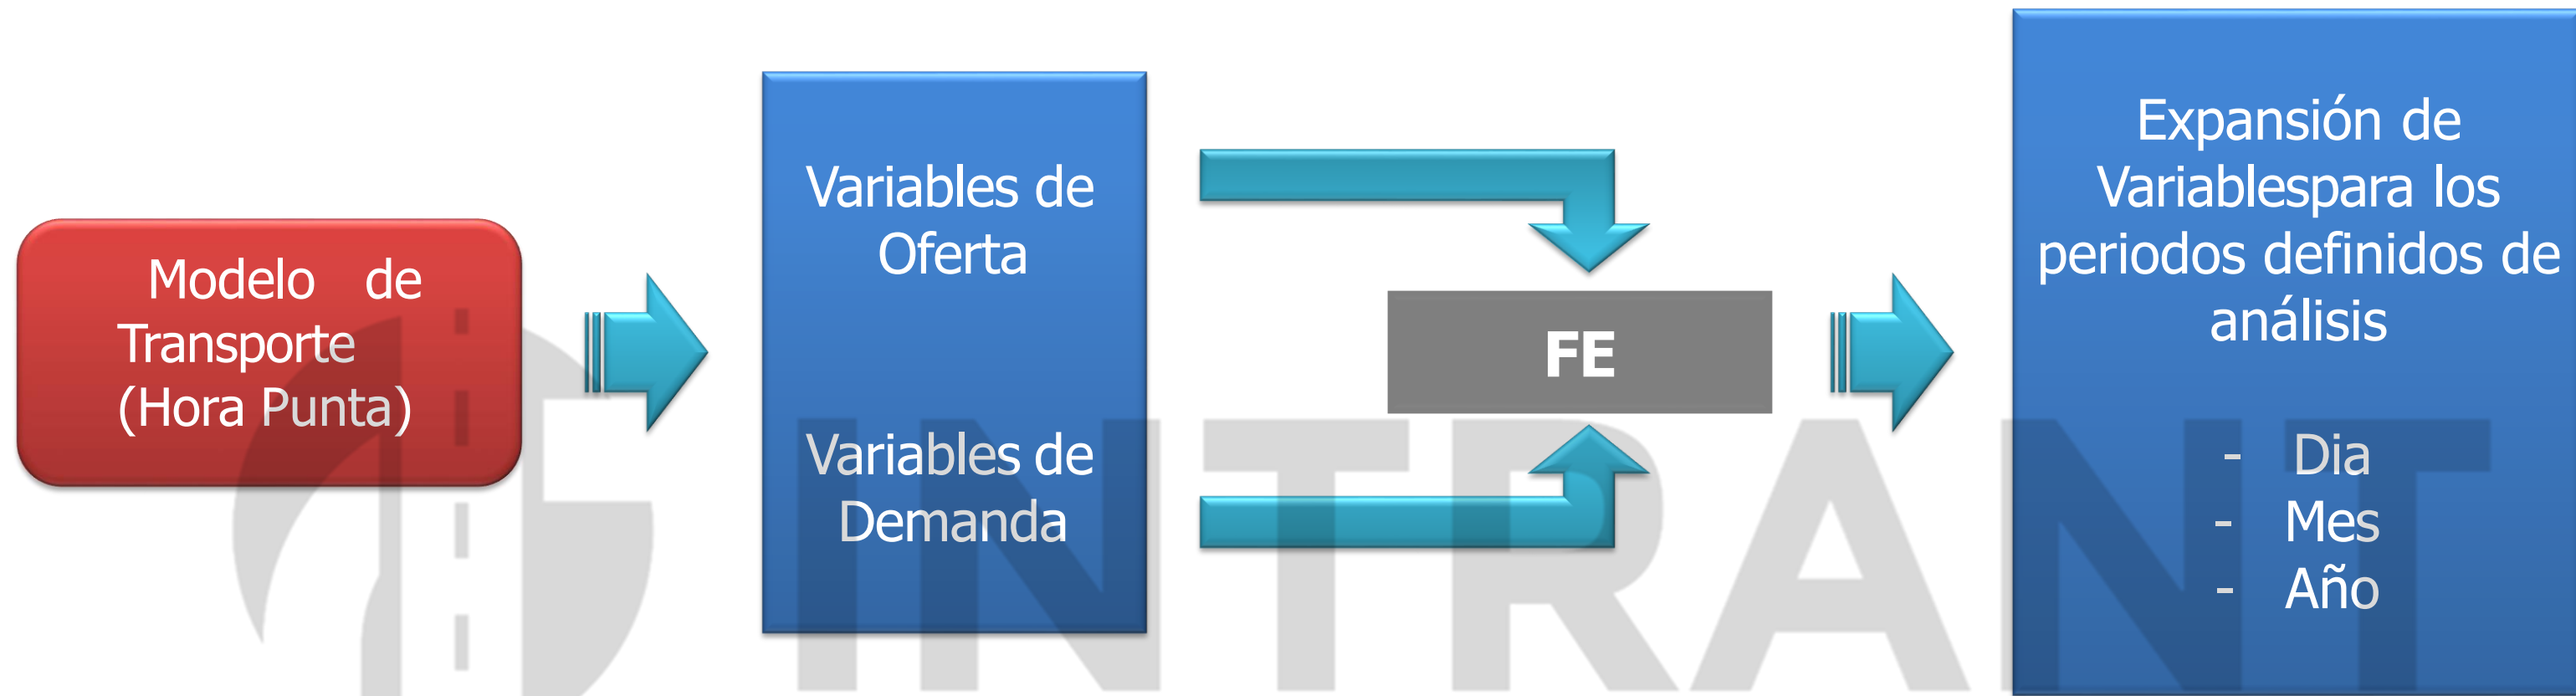 Modelo de
Transporte
(Hora Punta)
Variables de
Oferta
Variables de
Demanda
FE
Expansión de
Variablespara los
periodos definidos de
análisis
- Dia
- Mes
- Año
INTRANT